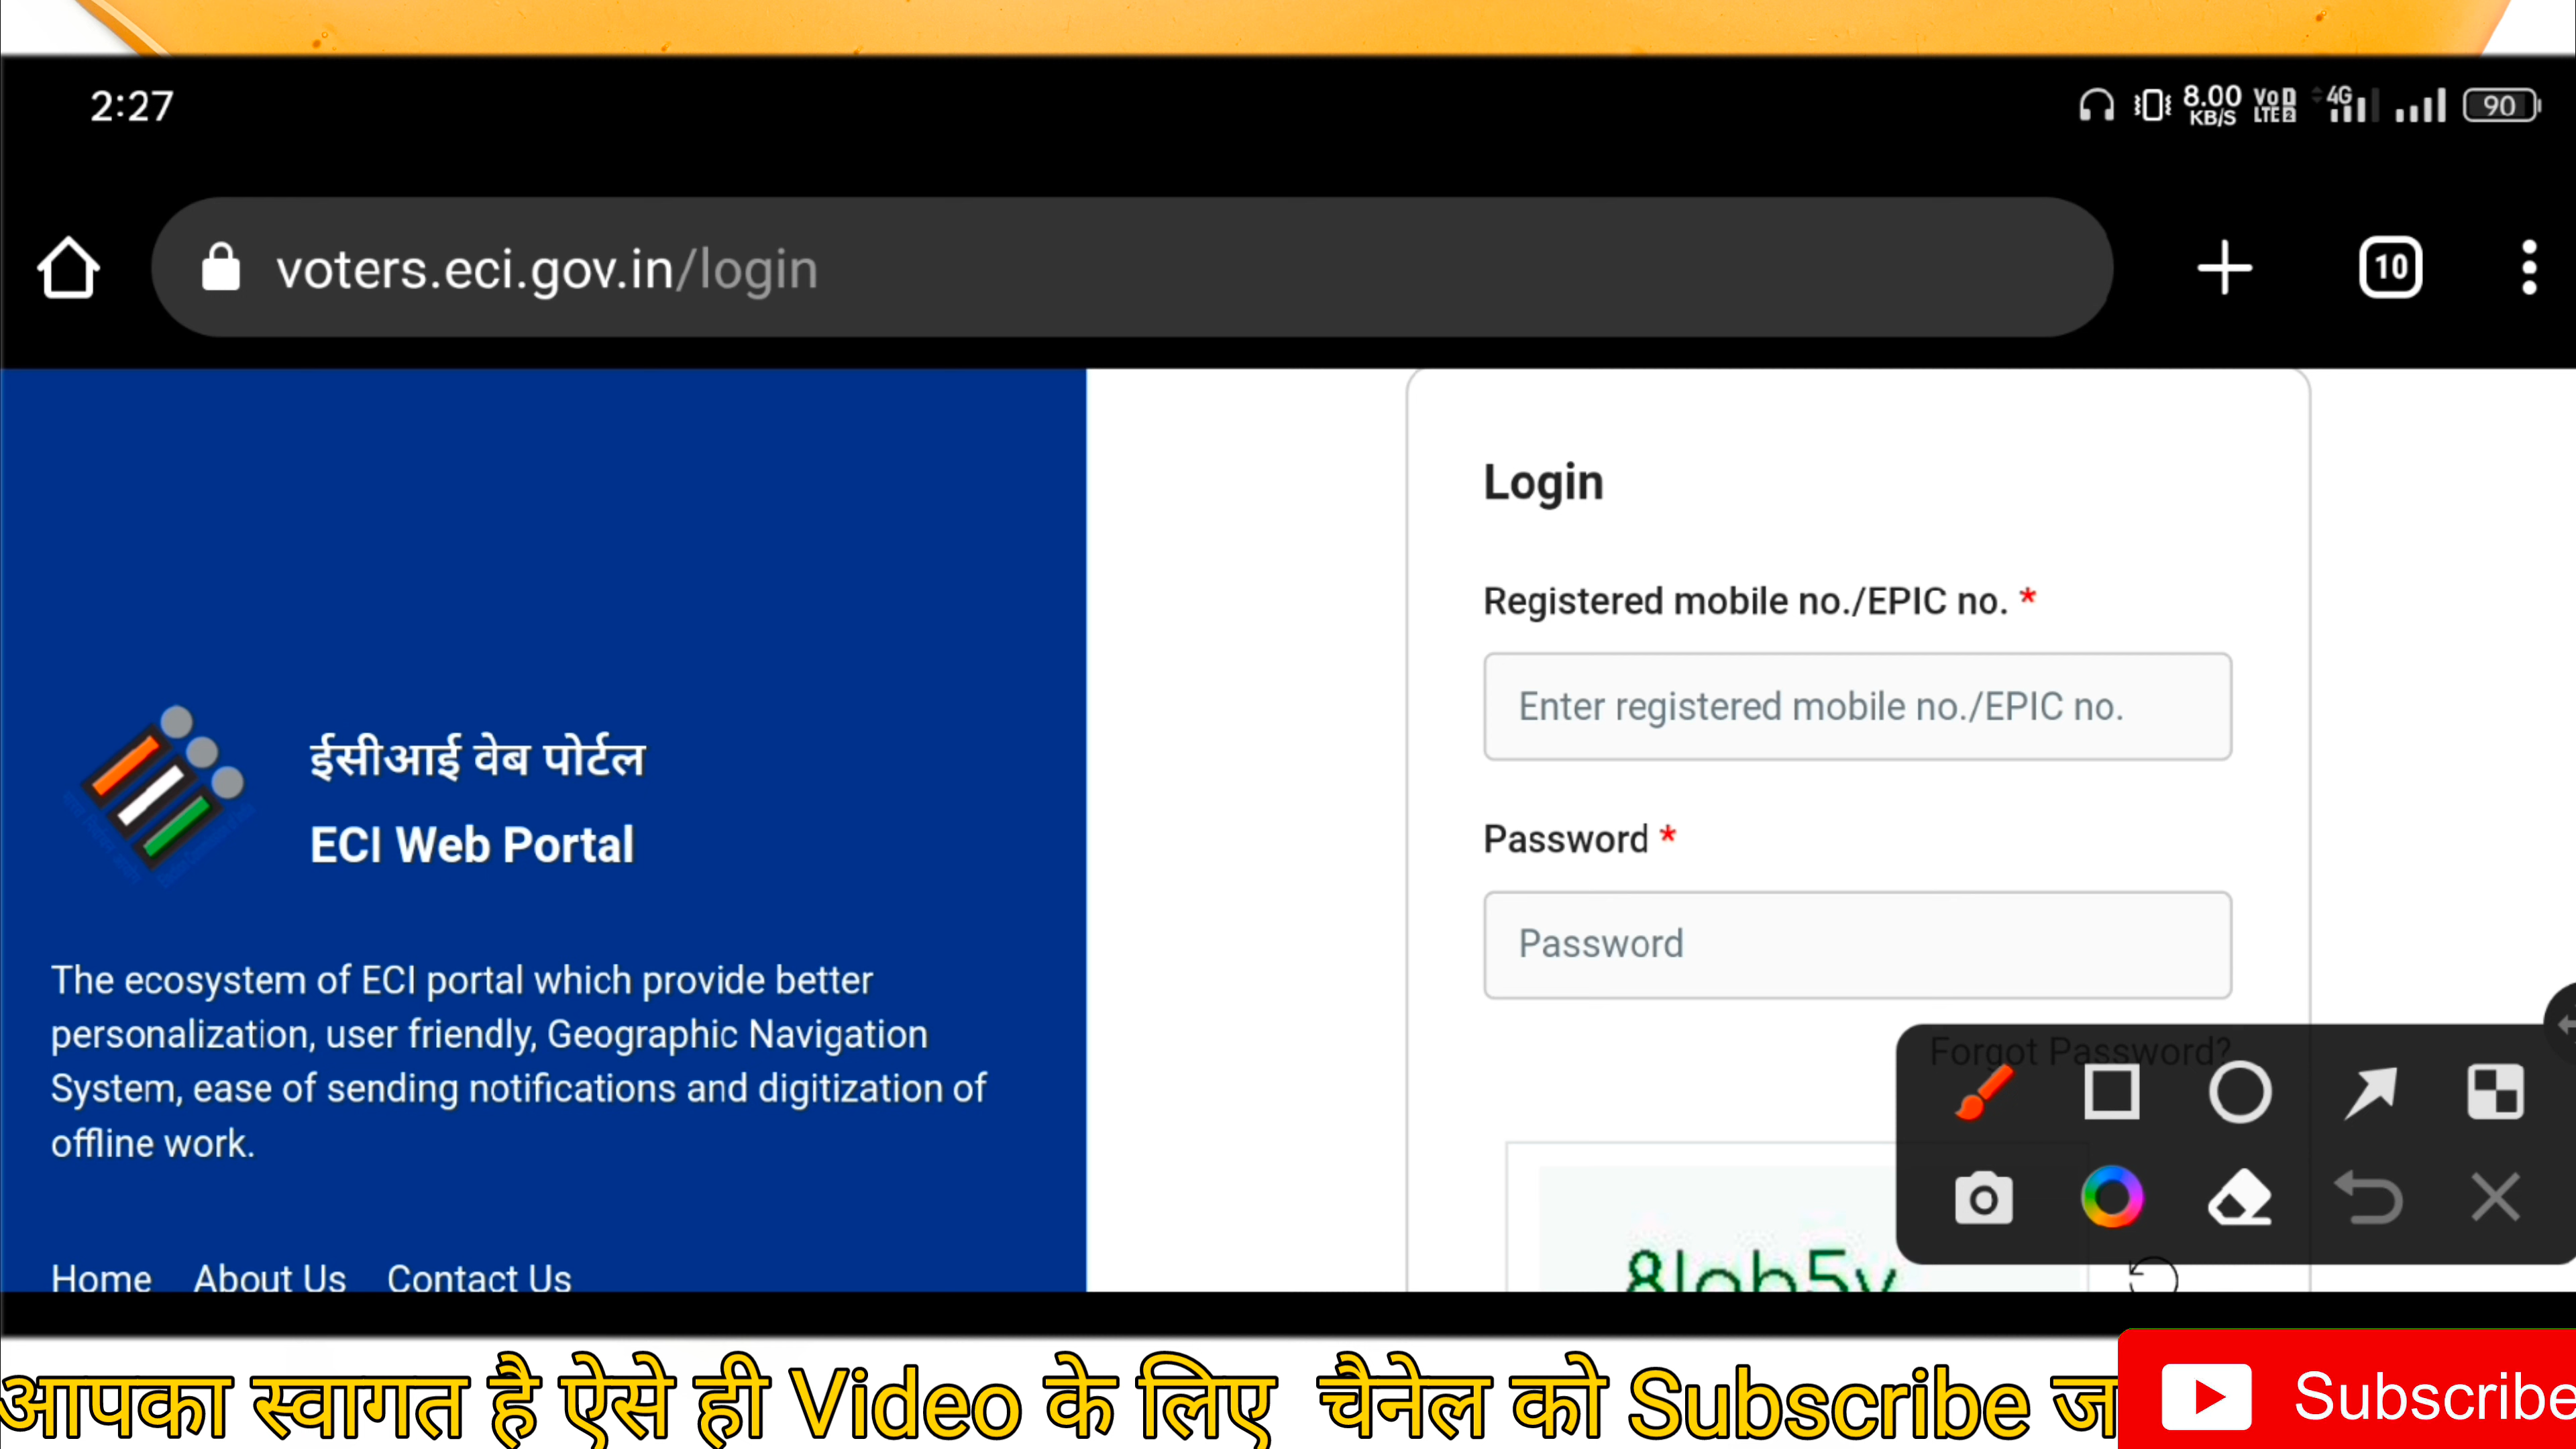 2:27
8.00
KB/S
Vo
LTE
4G
90
voters.eci.gov.in/login
10
Login
Registered mobile no./EPIC no. *
Enter registered mobile no./EPIC no.
Password *
Password
Forgot Password?
ईसीआई वेब पोर्टल
ECI Web Portal
The ecosystem of ECI portal which provide better
personalization, user friendly, Geographic Navigation
System, ease of sending notifications and digitization of
offline work.
Home About Us Contact Us
आपका स्वागत है ऐसे ही Video के लिए चैनेल को Subscribe ज
Subscribe